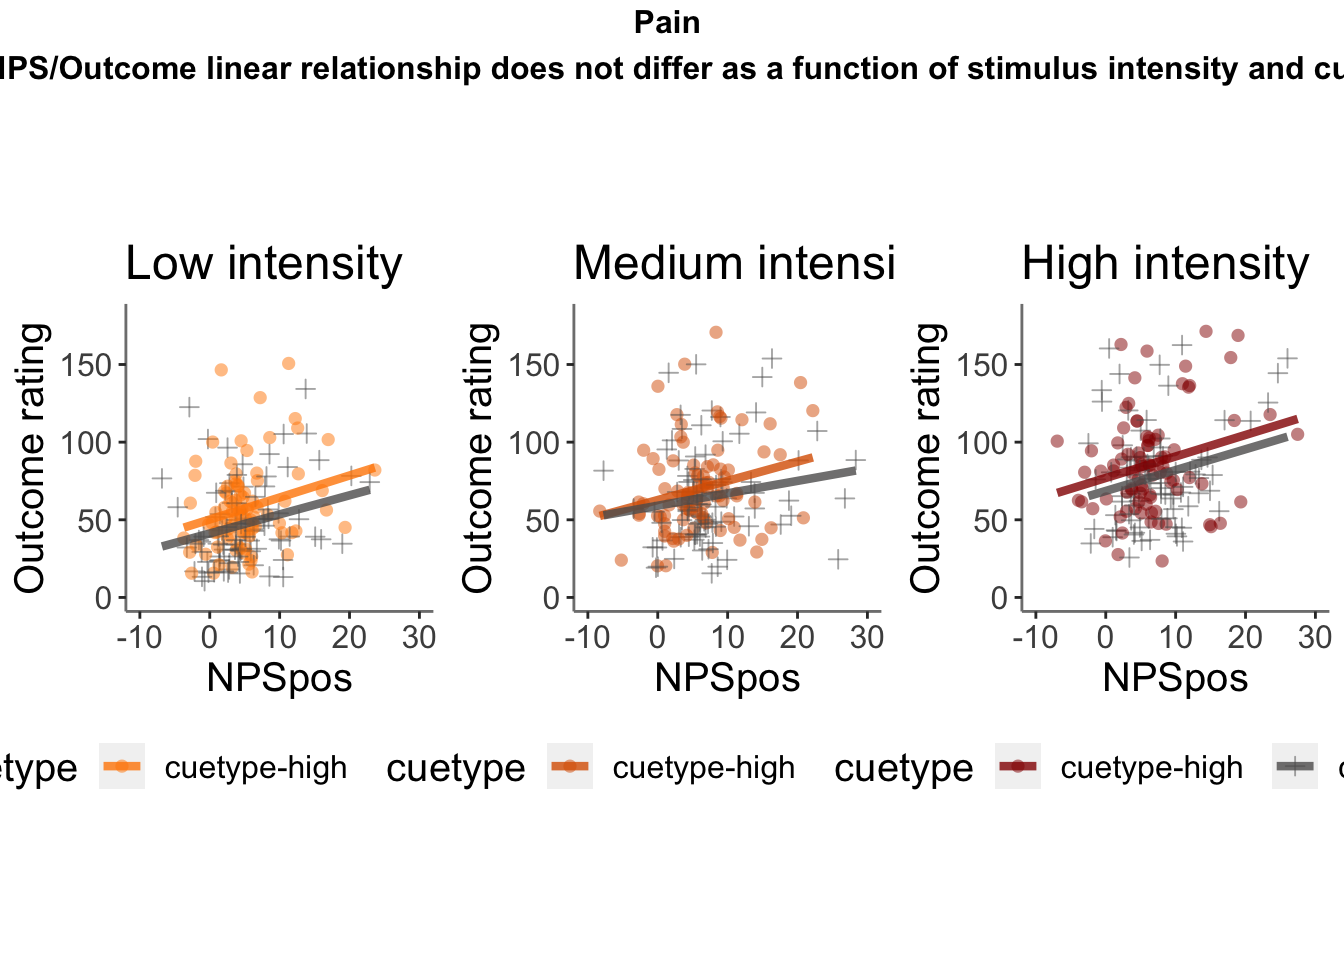 Pain
NPS/Outcome linear relationship does not differ as a function of stimulus intensity and cu
Low intensity
Medium intensi
High intensity
Outcome rating
150
100
50
0
-10 0 10 20 30
NPSpos
Outcome rating
150
100
50
0
-10 0 10 20 30
NPSpos
Outcome rating
150
100
50
0
-10 0 10 20 30
NPSpos
etype cuetype-high cuetype cuetype-high cuetype cuetype-high